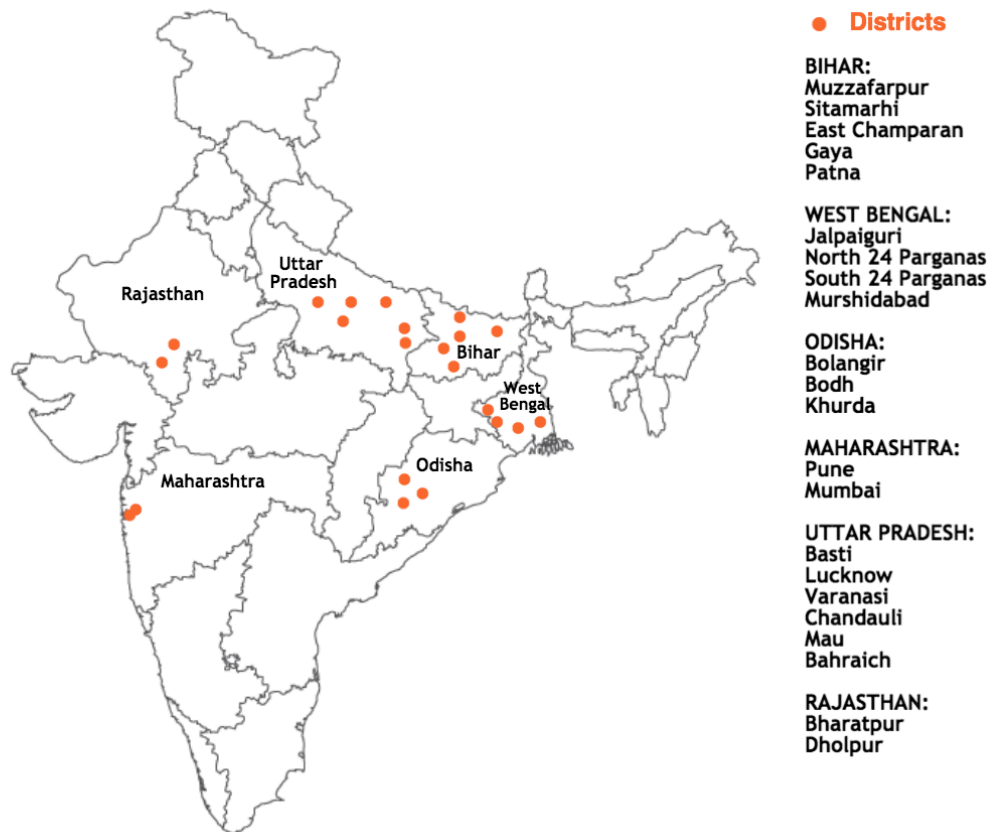 Districts
BIHAR:
Muzzafarpur
Sitamarhi
East Champaran
Gaya
Patna
WEST BENGAL:
Jalpaiguri
North 24 Parganas
South 24 Parganas
Murshidabad
ODISHA:
Bolangir
Bodh
Khurda
MAHARASHTRA:
Pune
Mumbai
UTTAR PRADESH:
Basti
Lucknow
Varanasi
Chandauli
Mau
Bahraich
RAJASTHAN:
Bharatpur
Dholpur
Uttar
Pradesh
Rajasthan
Bihar
West
Bengal
Odisha
Maharashtra